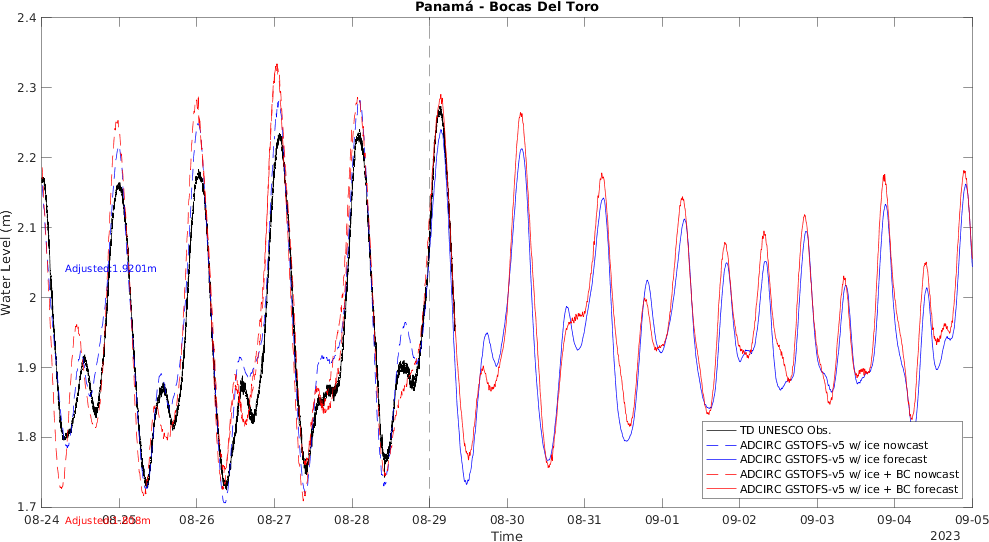 Panamá - Bocas Del Toro
Water Level (m)
2.4
2.3
2.2
2.1
2
1.9
1.8
1.7
Adjusted:1.9201m
TD UNESCO Obs.
ADCIRC GSTOFS-v5 w/ ice nowcast
ADCIRC GSTOFS-v5 w/ ice forecast
ADCIRC GSTOFS-v5 w/ ice + BC nowcast
ADCIRC GSTOFS-v5 w/ ice + BC forecast
08-24 08-25 08-26 08-27 08-28 08-29 08-30 08-31 09-01 09-02 09-03 09-04 09-05
Time
2023